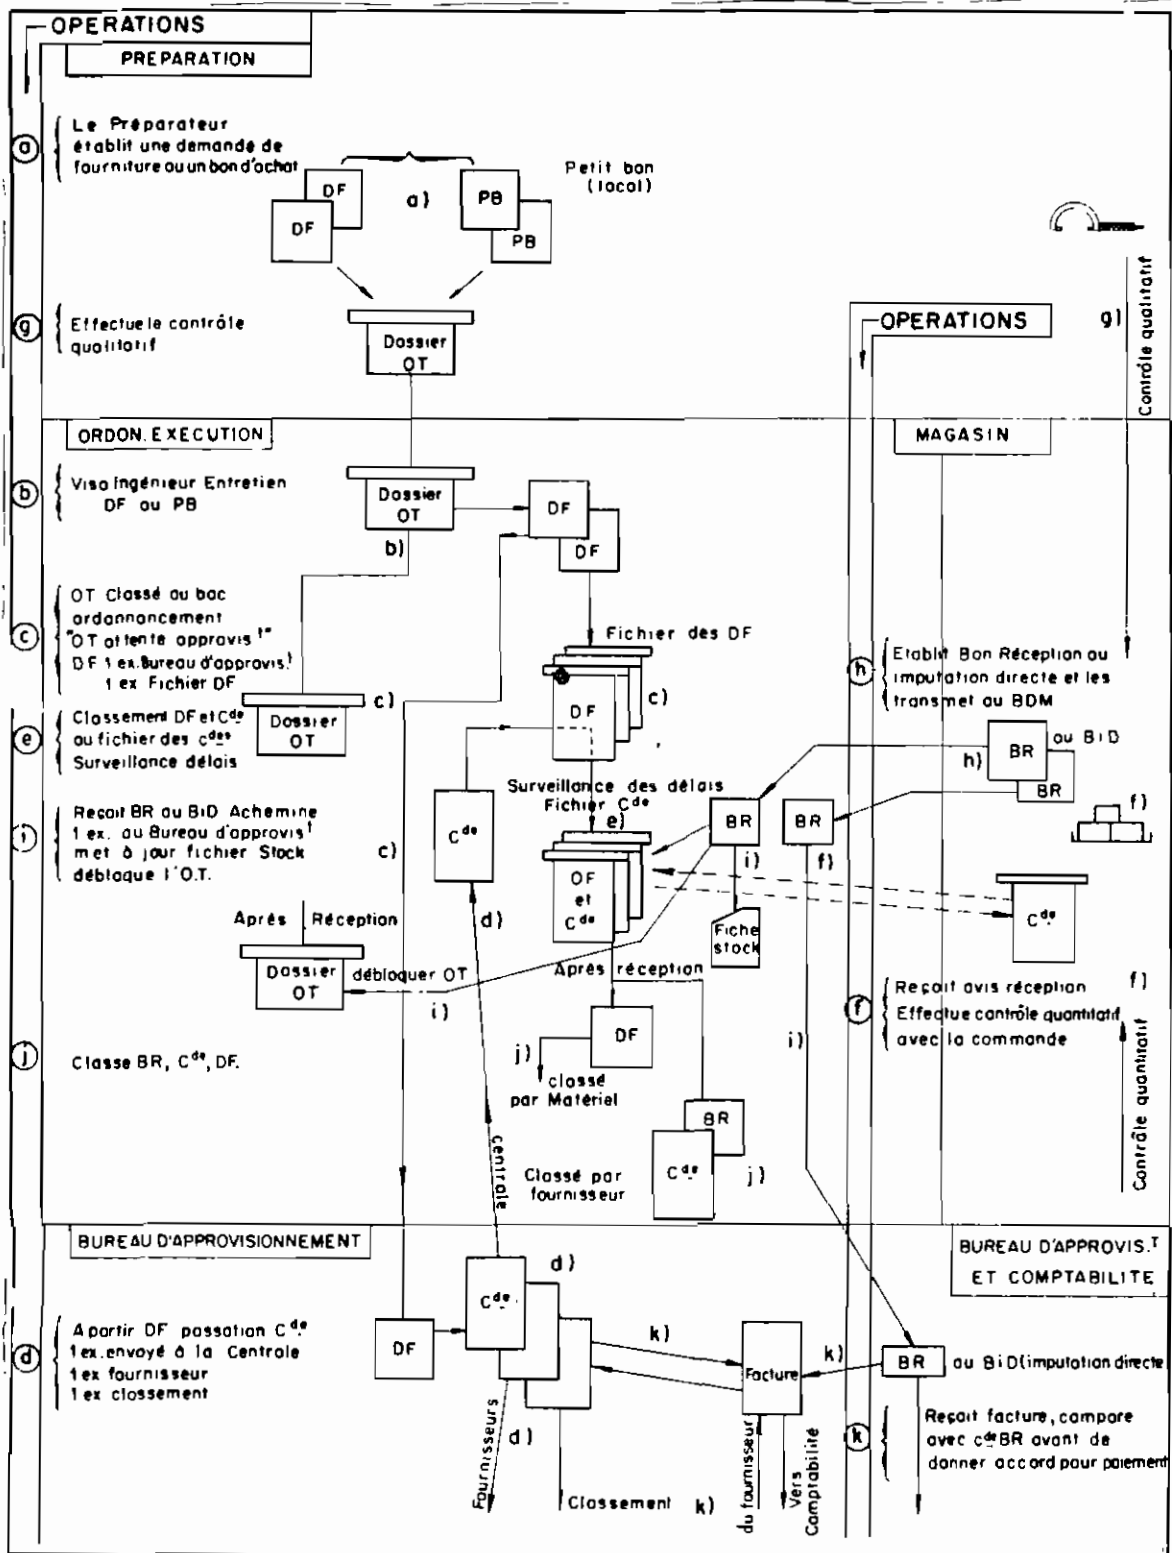 OPERATIONS
PREPARATION
a
Le Préparateur
établit une demande de
fourniture ou un bon d'achat
DF
DF
a)
PB
PB
Petit bon
(local)
g
Effectue le contrôle
qualitatif
Dossier
OT
OPERATIONS
g)
Contrôle qualitatif
ORDON. EXECUTION
MAGASIN
b
Visa Ingénieur Entretien
DF ou PB
Dossier
OT
b)
DF
DF
c
OT Classé au bac
ordonnancement
"OT attente approvis t"
DF 1 ex. Bureau d'approvis.t
1 ex Fichier DF
Dossier
OT
c)
Fichier des DF
DF
c)
h
Etablit Bon Réception ou
imputation directe et les
transmet au BDM
e
Classement DF et Cde
au fichier des cdes
Surveillance délais
BR
BR
ou BiD
h)
Surveillance des délais
Fichier Cde
e)
i
Reçoit BR ou BiD Achemine
1 ex. au Bureau d'approvis t
met à jour fichier Stock
débloque l'O.T.
c)
Cde
d)
DF
et
Cde
BR
i)
BR
f)
f)
Fiche
stock
Cde
Après Réception
Dossier
OT
débloquer OT
i)
Après réception
f
Reçoit avis réception
Effectue contrôle quantitatif
avec la commande
f)
Contrôle quantitatif
j
Classe BR, Cde, DF.
DF
j)
classé
par Matériel
i)
centrale
BR
Cde
j)
Classé par
fournisseur
BUREAU D'APPROVISIONNEMENT
BUREAU D'APPROVIS.T
ET COMPTABILITE
d
A partir DF passation Cde
1 ex. envoyé à la Centrale
1 ex fournisseur
1 ex classement
DF
Cde
d)
k)
Facture
k)
BR
ou BiD (imputation directe
k
Reçoit facture, compare
avec cde BR avant de
donner accord pour paiement
Fournisseurs
d)
Classement
k)
du fournisseur
Vers
Comptabilité